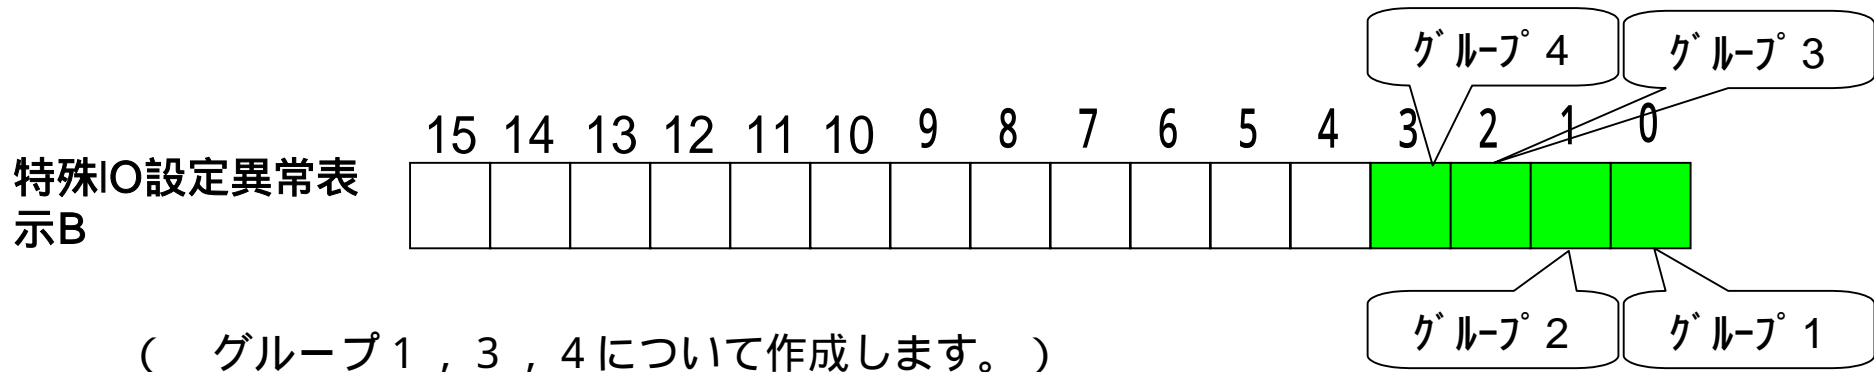 ｸﾞﾙｰﾌﾟ4 ｸﾞﾙｰﾌﾟ3
15 14 13 12 11 10 9 8 7 6 5 4 3 2 1 0
特殊IO設定異常表
示B
ｸﾞﾙｰﾌﾟ2 ｸﾞﾙｰﾌﾟ1
(　グループ１，３，４について作成します。)